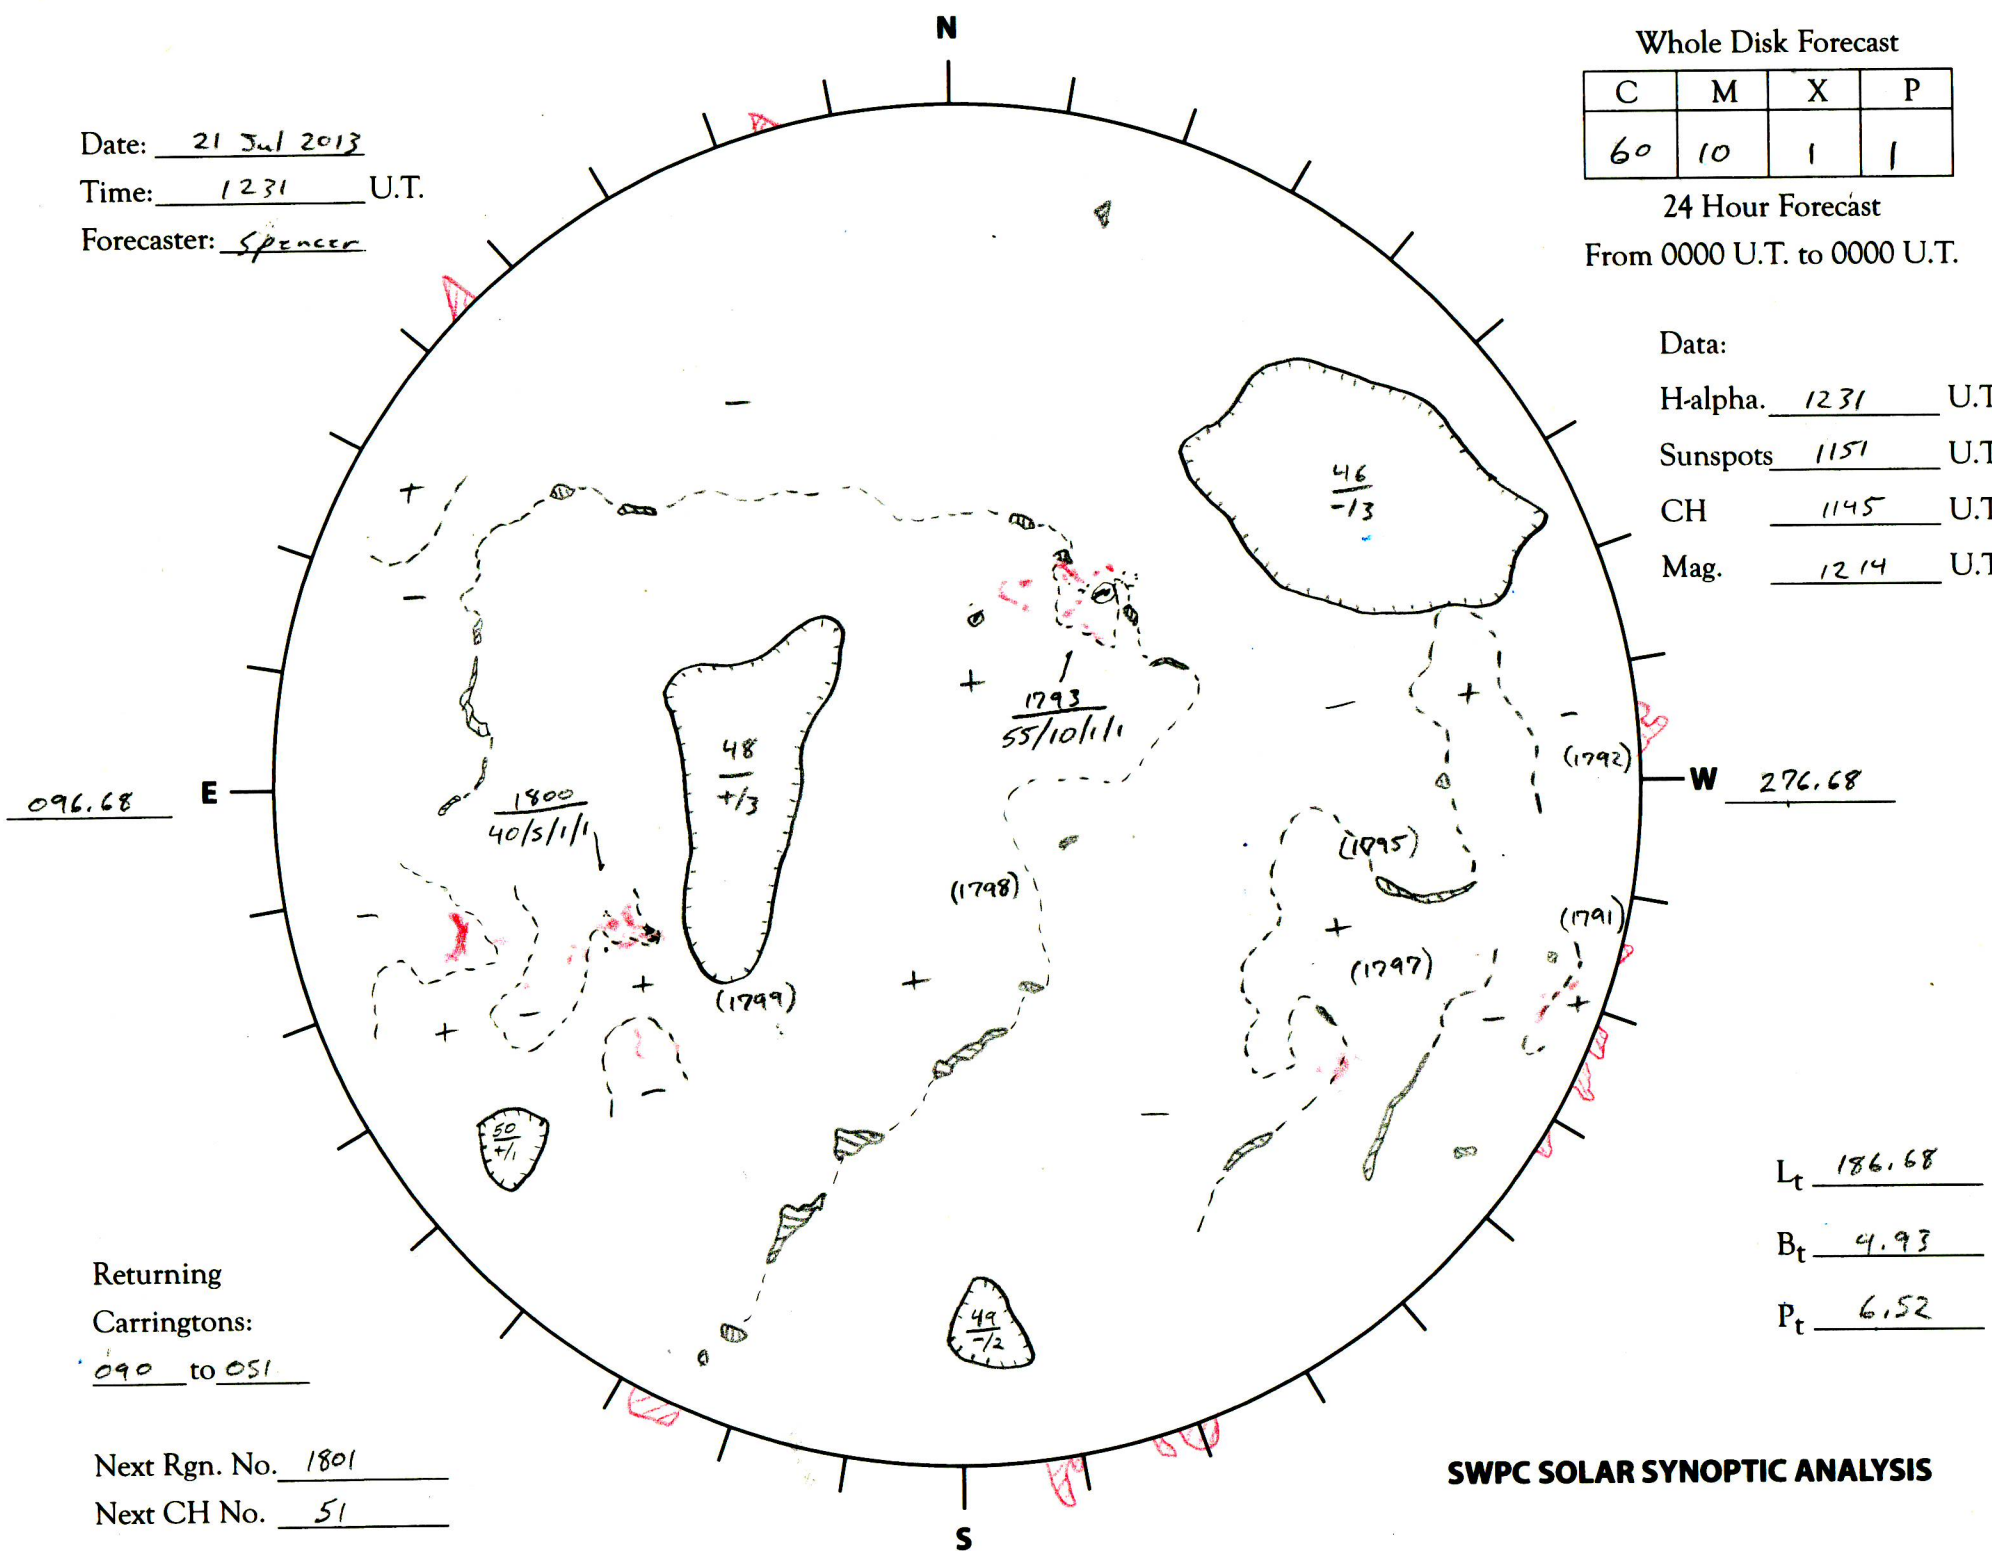 N
Whole Disk Forecast
C M X P
60 10 1 1
24 Hour Forecast
From 0000 U.T. to 0000 U.T.
Date: 21 Jul 2013
Time: 1231 U.T.
Forecaster: Spencer
Data:
H-alpha. 1231 U.T
Sunspots 1151 U.T
CH 1145 U.T
Mag. 1214 U.T
46
-/3
+
-
-
1793
55/10/1/1
+
-
+
-
(1792)
48
+/3
E
W
096.68
276.68
1800
40/5/1/1
(1795)
(1798)
(1791)
-
+
(1797)
+
+
(1799)
-
-
+
+
-
-
50
+/1
49
-/2
Lt 186.68
Bt 4.93
Pt 6.52
Returning
Carringtons:
090 to 051
Next Rgn. No. 1801
Next CH No. 51
SWPC SOLAR SYNOPTIC ANALYSIS
S